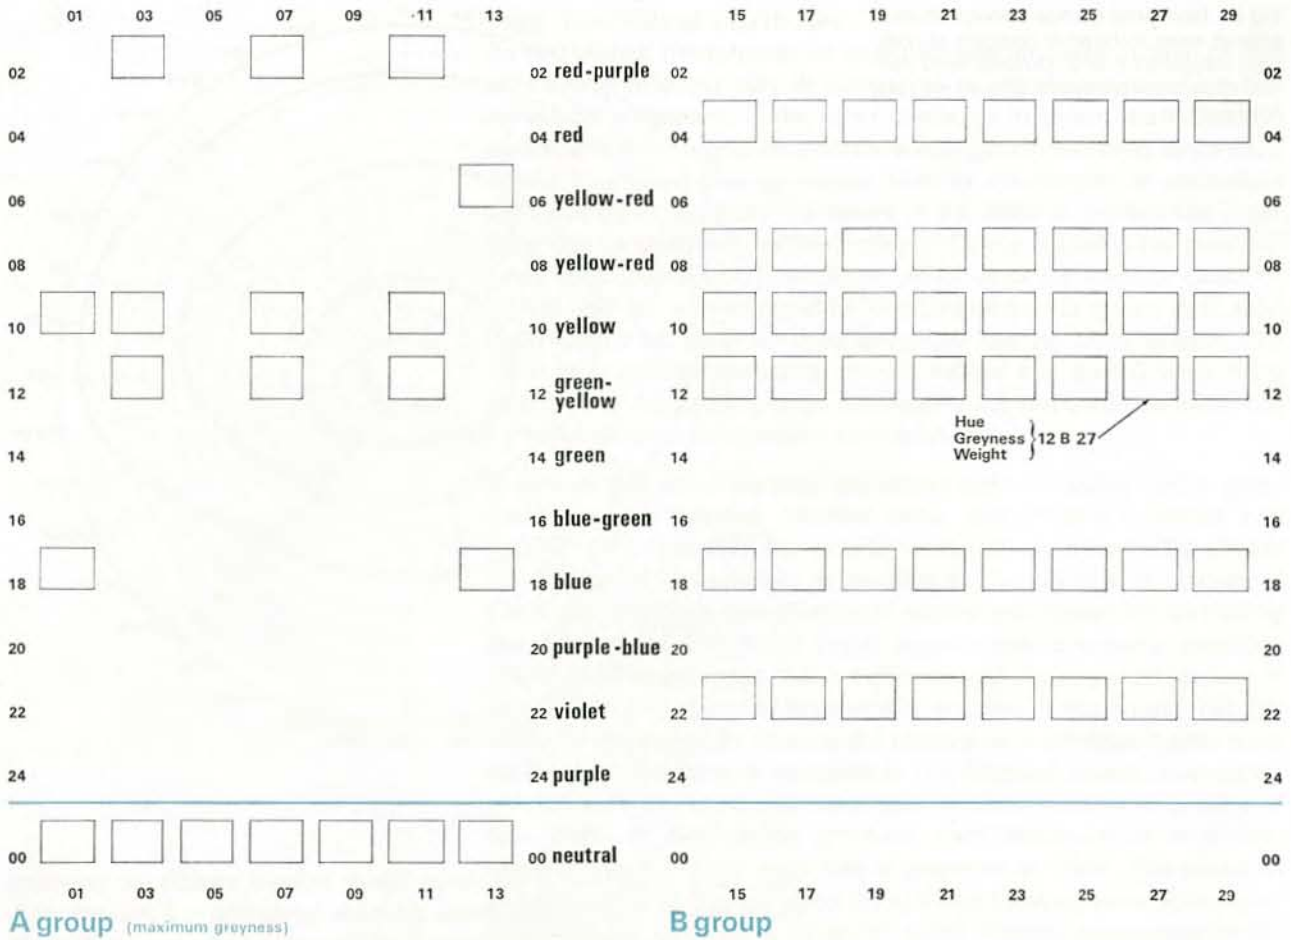 01 03 05 07 09 11 13 15 17 19 21 23 25 27 29
02 02 red-purple 02 02
04 04 red 04 04
06 06 yellow-red 06 06
08 08 yellow-red 08 08
10 10 yellow 10 10
12 12 green-yellow 12 12
Hue
Greyness } 12 B 27
Weight
14 14 green 14 14
16 16 blue-green 16 16
18 18 blue 18 18
20 20 purple-blue 20 20
22 22 violet 22 22
24 24 purple 24 24
00 00 neutral 00 00
01 03 05 07 09 11 13 15 17 19 21 23 25 27 29
A group (maximum greyness) B group